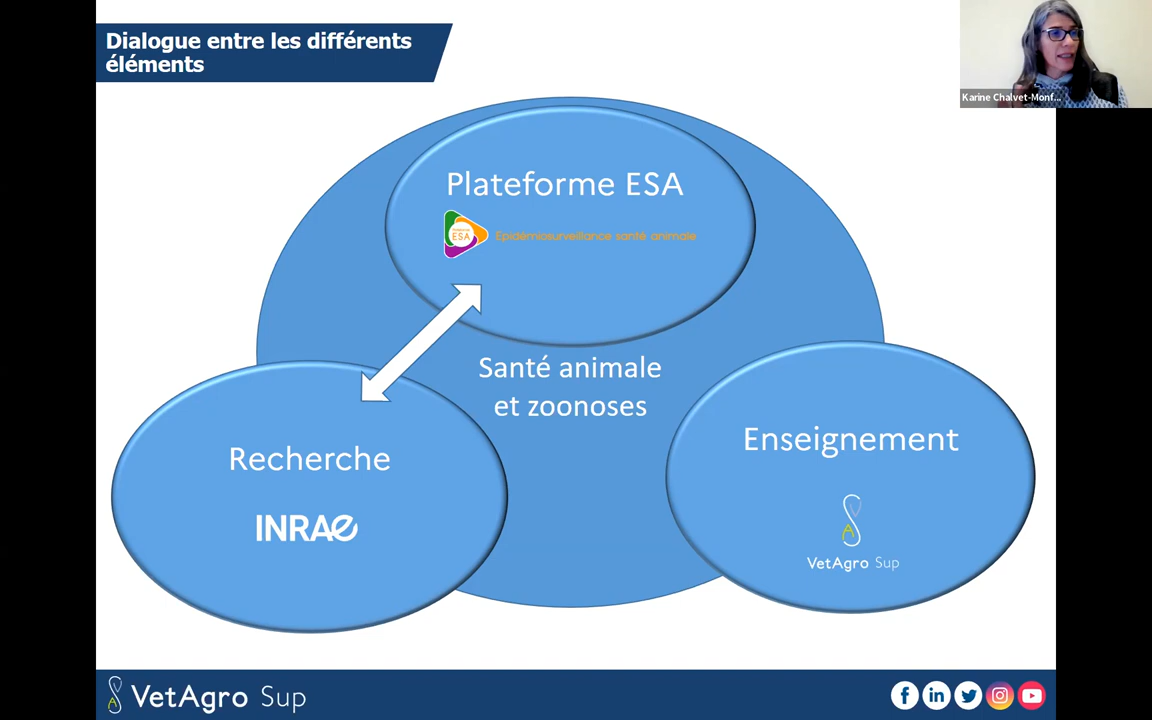 Dialogue entre les différents
éléments
Karine Chalvet-Monf...
Plateforme ESA
ESA
Epidémiosurveillance santé animale
Santé animale
et zoonoses
Recherche
INRAE
Enseignement
VetAgro Sup
VetAgro Sup